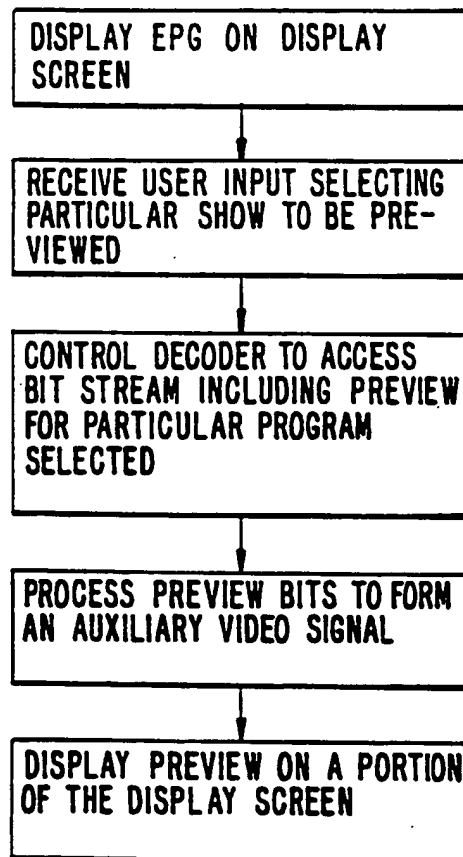 DISPLAY EPG ON DISPLAY
SCREEN
RECEIVE USER INPUT SELECTING
PARTICULAR SHOW TO BE PRE-
VIEWED
CONTROL DECODER TO ACCESS
BIT STREAM INCLUDING PREVIEW
FOR PARTICULAR PROGRAM
SELECTED
PROCESS PREVIEW BITS TO FORM
AN AUXILIARY VIDEO SIGNAL
DISPLAY PREVIEW ON A PORTION
OF THE DISPLAY SCREEN